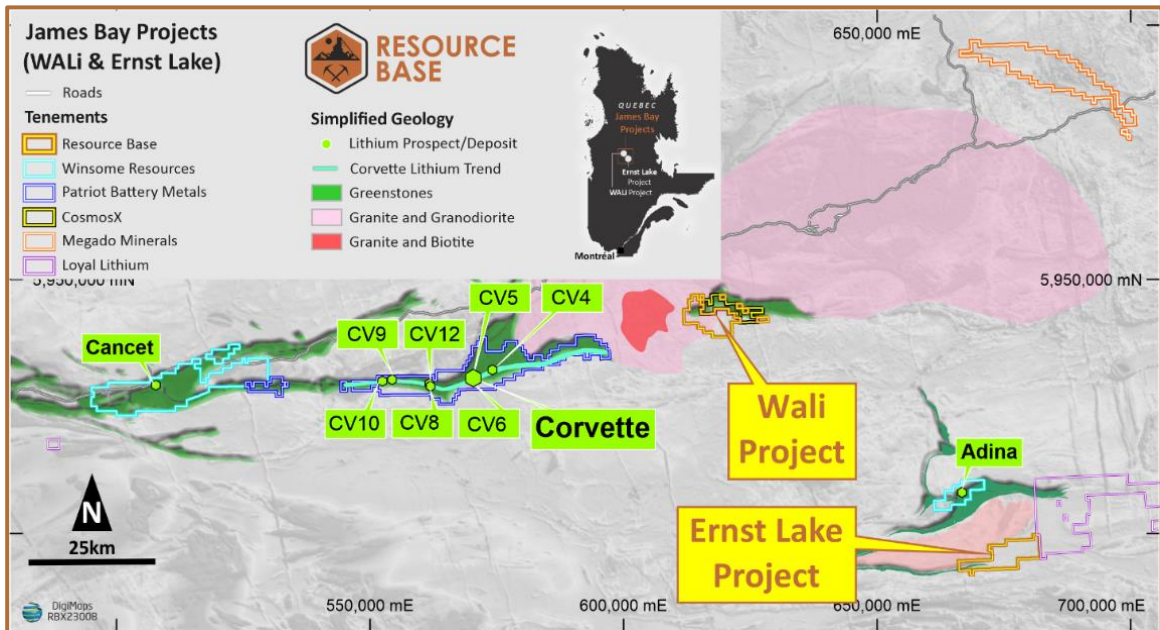 James Bay Projects
(WALi & Ernst Lake)
Roads
Tenements
Resource Base
Winsome Resources
Patriot Battery Metals
CosmosX
Megado Minerals
Loyal Lithium
RESOURCE
BASE
Simplified Geology
Lithium Prospect/Deposit
Corvette Lithium Trend
Greenstones
Granite and Granodiorite
Granite and Biotite
QUEBEC
James Bay
Projects
Ernst Lake
Project
WALi Project
Montréal
650,000 mE
5,950,000 mN
5,950,000 mN
CV5
CV4
CV9
CV12
Cancet
CV10
CV8
CV6
Corvette
Wali
Project
Adina
Ernst Lake
Project
N
25km
DigiMaps
RBX23008
550,000 mE
600,000 mE
650,000 mE
700,000 mE